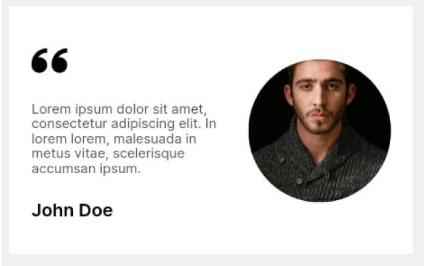 ❝
Lorem ipsum dolor sit amet,
consectetur adipiscing elit. In
lorem lorem, malesuada in
metus vitae, scelerisque
accumsan ipsum.
John Doe